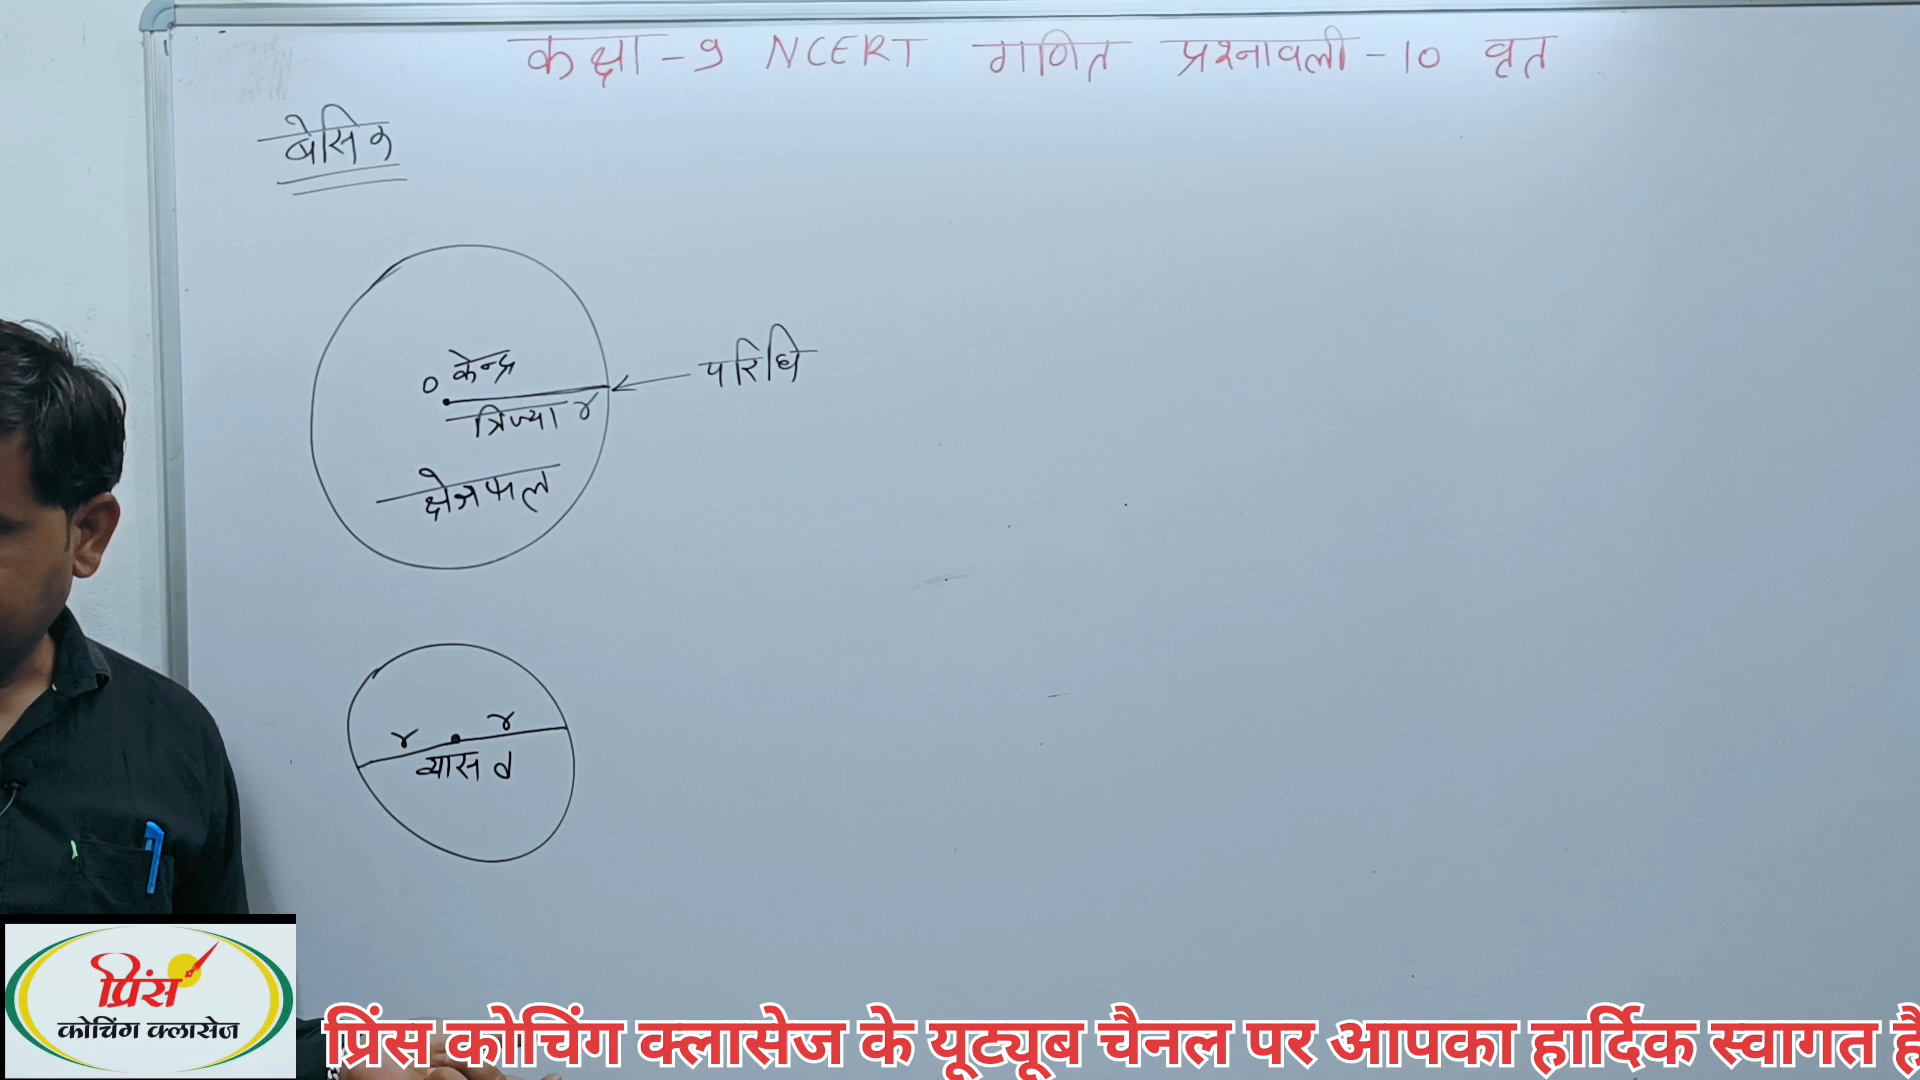 कक्षा-9 NCERT गणित प्रश्नावली-10 वृत
बेसिक
केन्द्र
O
परिधि
त्रिज्या r
क्षेत्रफल
r r
व्यास d
प्रिंस
कोचिंग क्लासेज
प्रिंस कोचिंग क्लासेज के यूट्यूब चैनल पर आपका हार्दिक स्वागत है